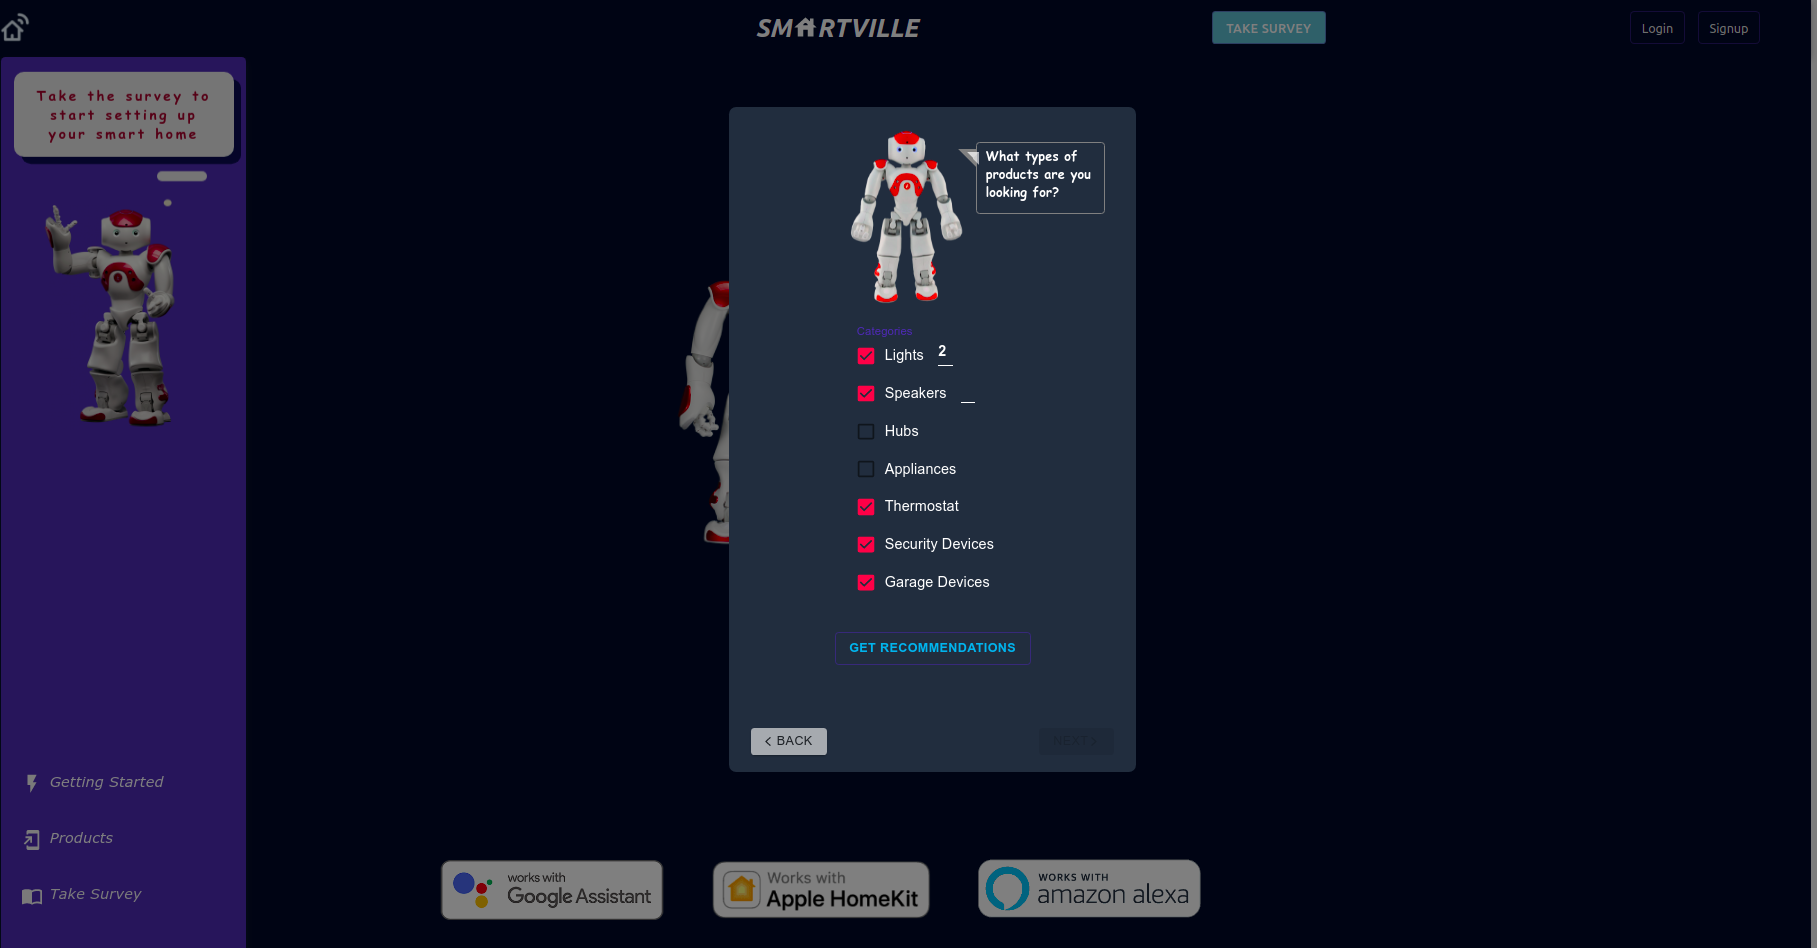 SMARTVILLE
TAKE SURVEY
Login
Signup
Take the survey to
start setting up
your smart home
What types of
products are you
looking for?
Categories
Lights 2
Speakers
Hubs
Appliances
Thermostat
Security Devices
Garage Devices
GET RECOMMENDATIONS
< BACK
NEXT >
Getting Started
Products
Take Survey
works with
Google Assistant
Works with
Apple HomeKit
WORKS WITH
amazon alexa